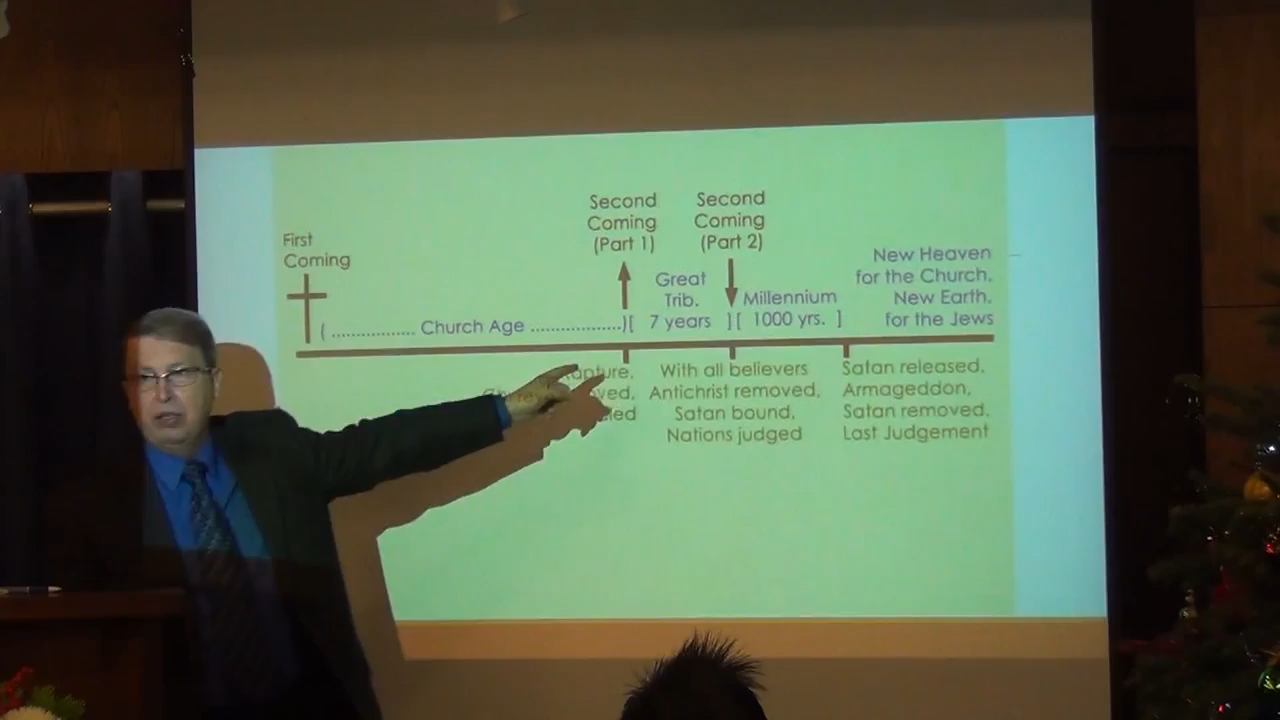 First
Coming
Second
Coming
(Part 1)
Second
Coming
(Part 2)
( ................ Church Age .................)[
Great
Trib.
7 years ][
Millennium
1000 yrs. ]
New Heaven
for the Church.
New Earth.
for the Jews
With all believers
Antichrist removed,
Satan bound,
Nations judged
Satan released,
Armageddon,
Satan removed,
Last Judgement